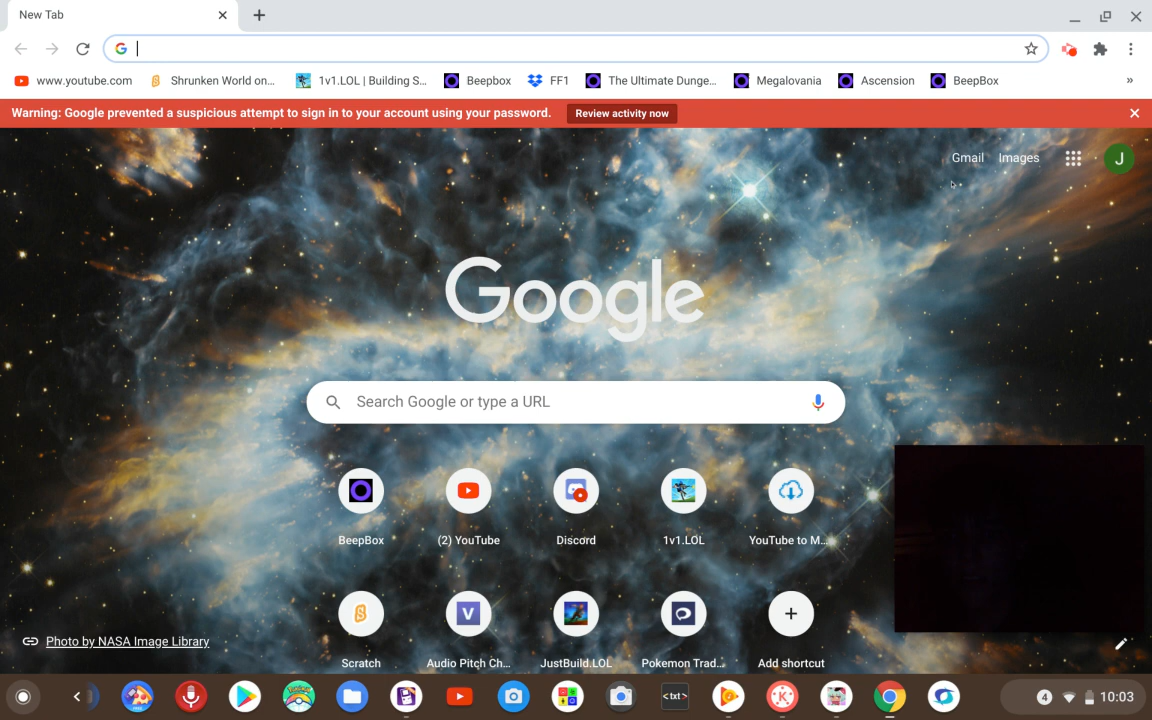 New Tab
www.youtube.com
Shrunken World on...
1v1.LOL | Building S...
Beepbox
FF1
The Ultimate Dunge...
Megalovania
Ascension
BeepBox
»
Warning: Google prevented a suspicious attempt to sign in to your account using your password.
Review activity now
Gmail
Images
J
Google
Search Google or type a URL
BeepBox
(2) YouTube
Discord
1v1.LOL
YouTube to M...
Scratch
Audio Pitch Ch...
JustBuild.LOL
Pokemon Trad...
Add shortcut
Photo by NASA Image Library
<txt>
4
10:03